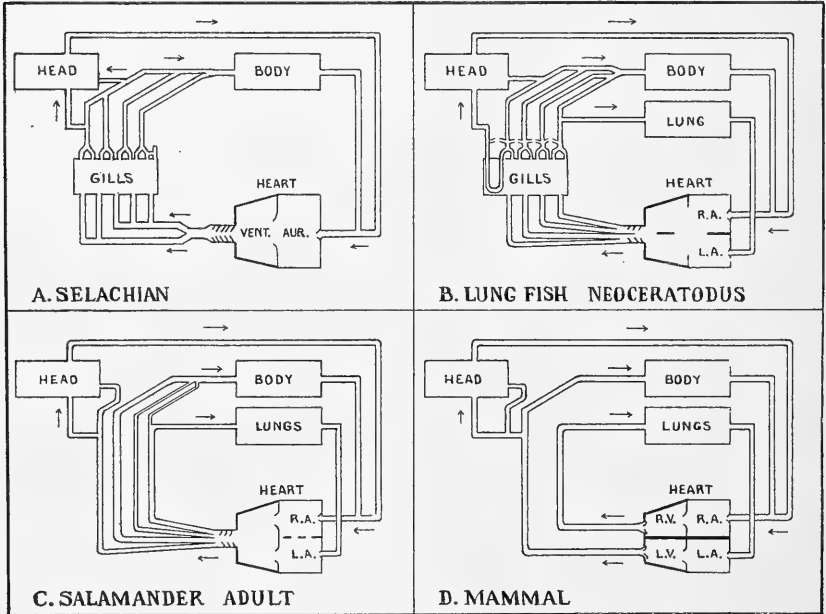 HEAD
BODY
GILLS
HEART
VENT. AUR.
A. SELACHIAN
HEAD
BODY
LUNG
GILLS
HEART
R.A.
L.A.
B. LUNG FISH NEOCERATODUS
HEAD
BODY
LUNGS
HEART
R.A.
L.A.
C. SALAMANDER ADULT
HEAD
BODY
LUNGS
HEART
R.V. R.A.
L.V. L.A.
D. MAMMAL